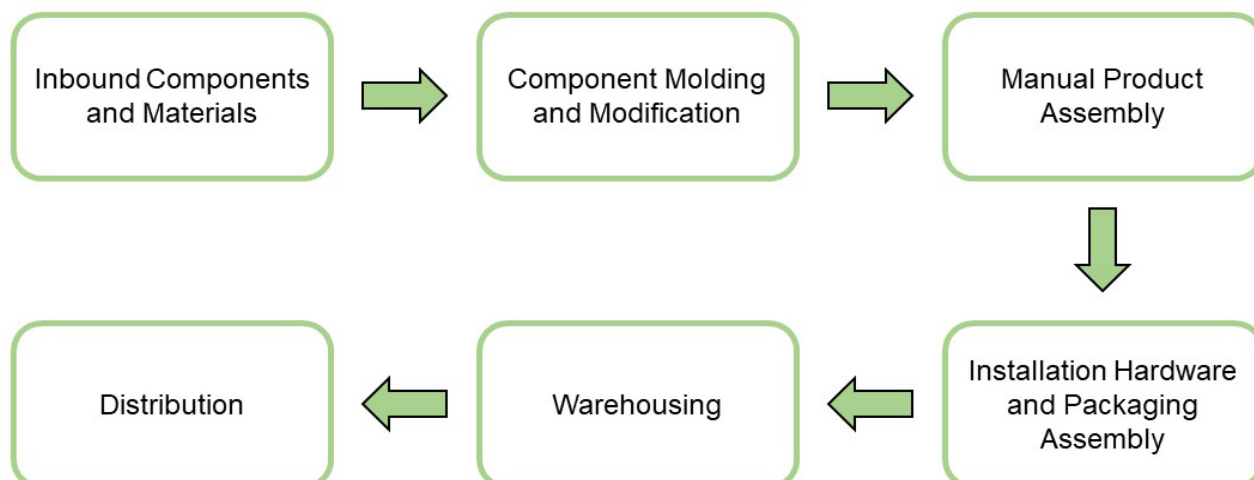 Inbound Components
and Materials
Component Molding
and Modification
Manual Product
Assembly
Installation Hardware
and Packaging
Assembly
Warehousing
Distribution